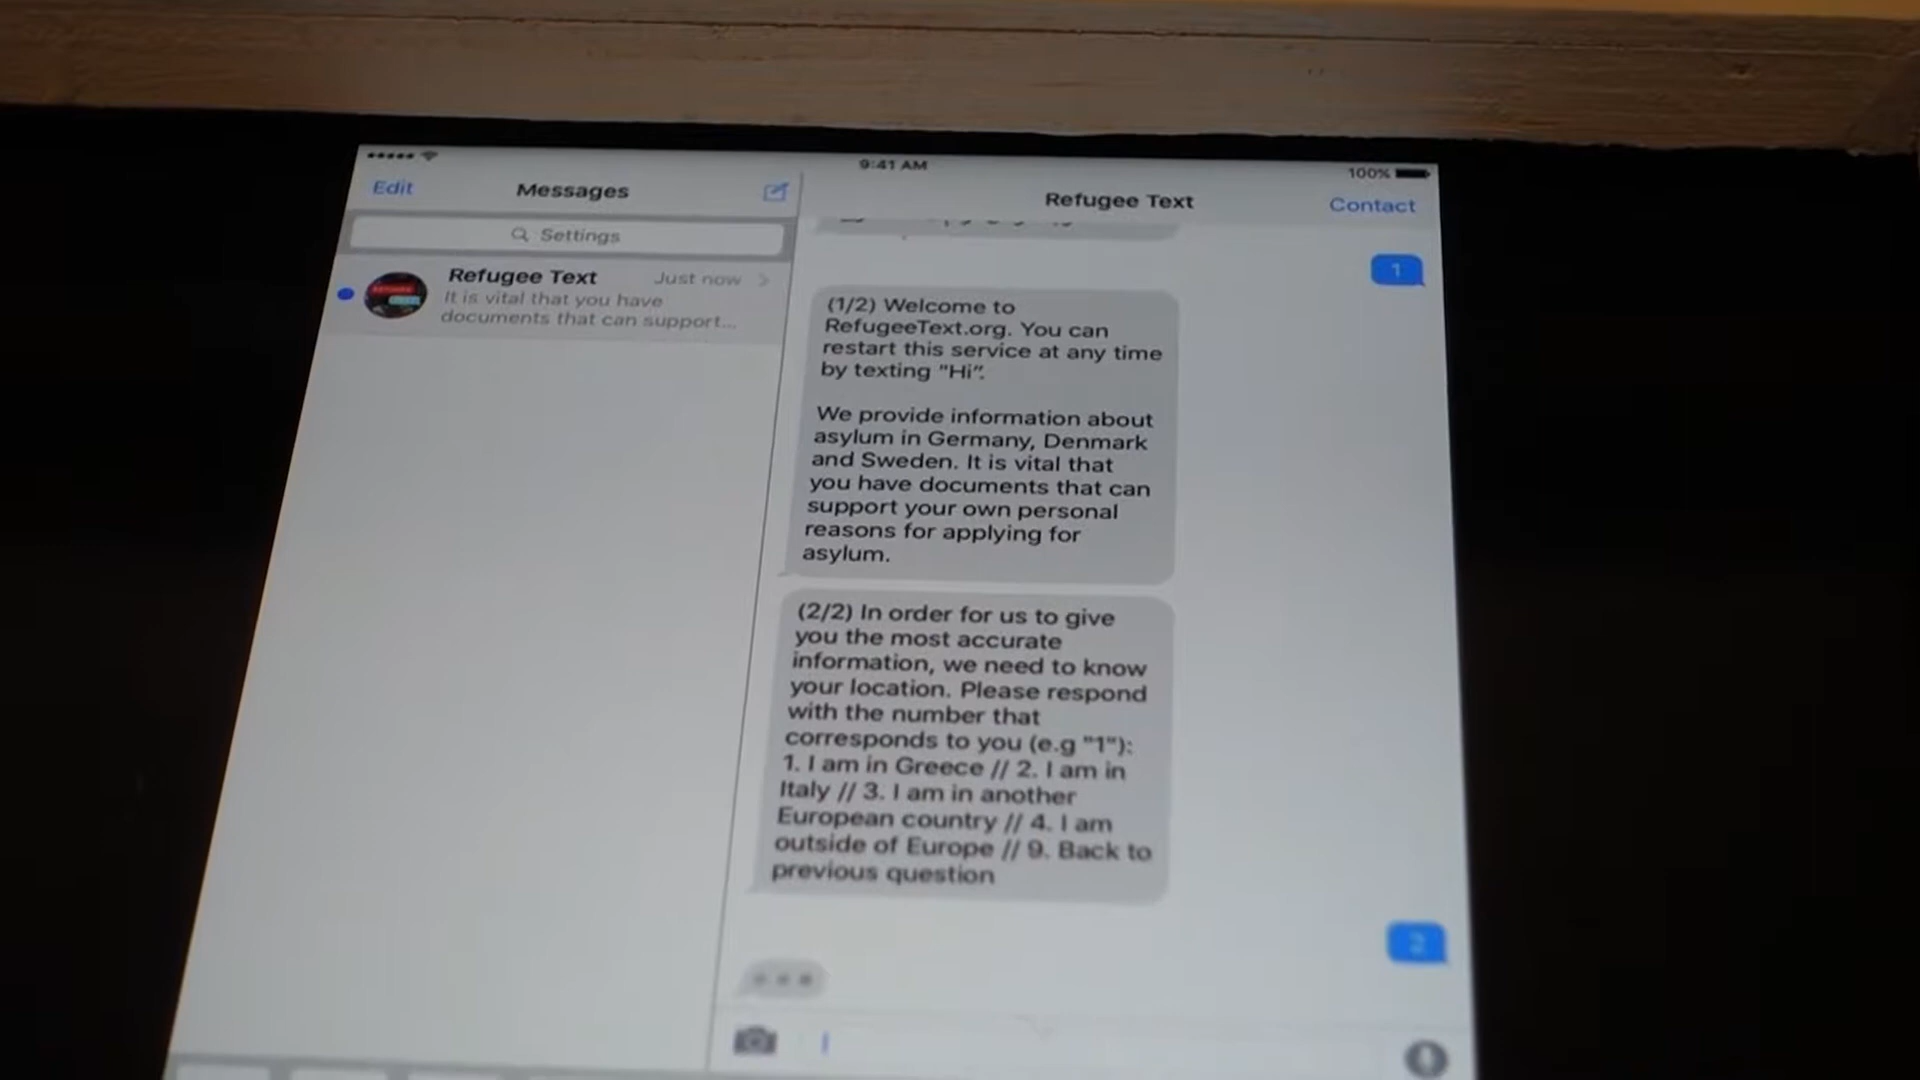 9:41 AM
100%
Edit
Messages
Settings
Refugee Text
Just now
It is vital that you have
documents that can support...
Refugee Text
Contact
1
(1/2) Welcome to
RefugeeText.org. You can
restart this service at any time
by texting "Hi".
We provide information about
asylum in Germany, Denmark
and Sweden. It is vital that
you have documents that can
support your own personal
reasons for applying for
asylum.
(2/2) In order for us to give
you the most accurate
information, we need to know
your location. Please respond
with the number that
corresponds to you (e.g "1"):
1. I am in Greece // 2. I am in
Italy // 3. I am in another
European country // 4. I am
outside of Europe // 9. Back to
previous question